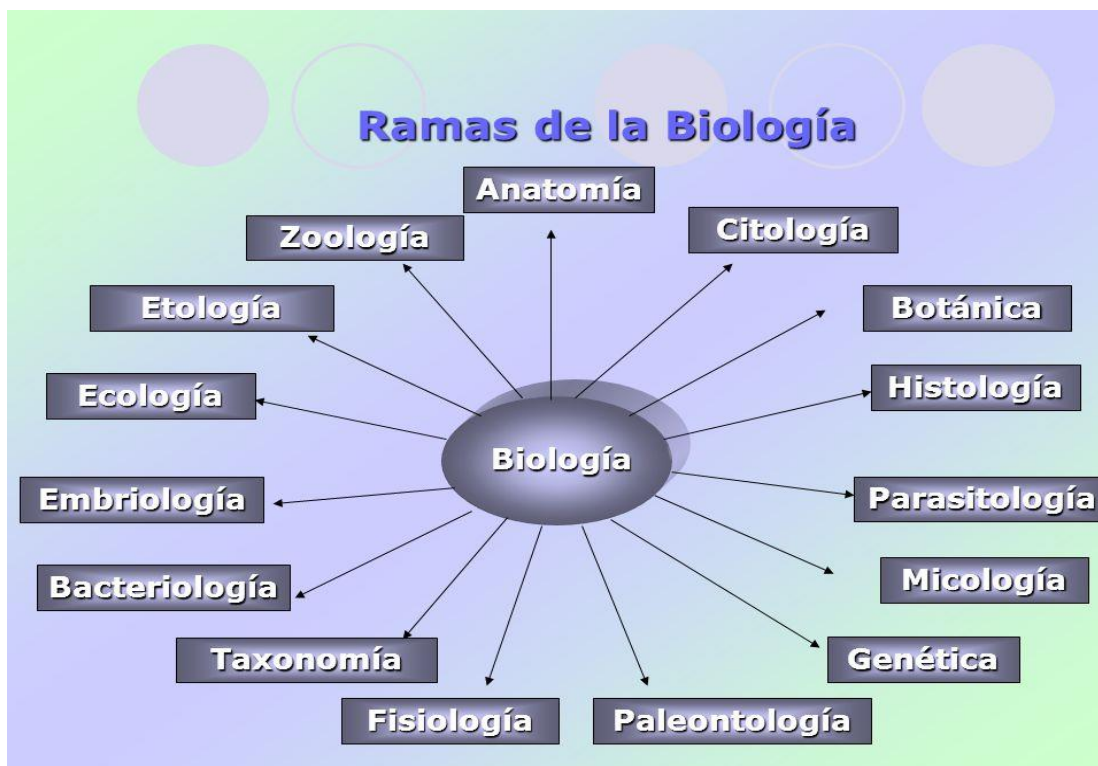 Ramas de la Biología
Anatomía
Zoología
Citología
Etología
Botánica
Ecología
Histología
Biología
Embriología
Parasitología
Bacteriología
Micología
Taxonomía
Genética
Fisiología
Paleontología